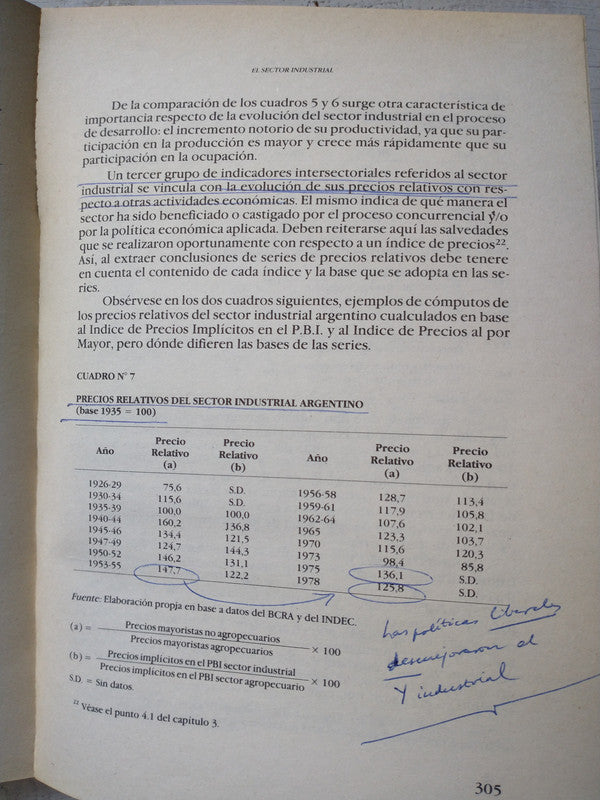 EL SECTOR INDUSTRIAL
De la comparación de los cuadros 5 y 6 surge otra característica de
importancia respecto de la evolución del sector industrial en el proceso
de desarrollo: el incremento notorio de su productividad, ya que su par-
ticipación en la producción es mayor y crece más rápidamente que su
participación en la ocupación.
Un tercer grupo de indicadores intersectoriales referidos al sector
industrial se vincula con la evolución de sus precios relativos con res-
pecto a otras actividades económicas. El mismo indica de qué manera el
sector ha sido beneficiado o castigado por el proceso concurrencial y/o
por la política económica aplicada. Deben reiterarse aquí las salvedades
que se realizaron oportunamente con respecto a un índice de precios²².
Así, al extraer conclusiones de series de precios relativos debe tenere
en cuenta el contenido de cada índice y la base que se adopta en las se-
ries.
Obsérvese en los dos cuadros siguientes, ejemplos de cómputos de
los precios relativos del sector industrial argentino cualculados en base
al Indice de Precios Implícitos en el P.B.I. y al Indice de Precios al por
Mayor, pero dónde difieren las bases de las series.
CUADRO N° 7
PRECIOS RELATIVOS DEL SECTOR INDUSTRIAL ARGENTINO
(base 1935 = 100)
Año Precio Relativo (a) Precio Relativo (b) Año Precio Relativo (a) Precio Relativo (b)
1926-29 75,6 S.D. 1956-58 128,7 113,4
1930-34 115,6 S.D. 1959-61 117,9 105,8
1935-39 100,0 100,0 1962-64 107,6 102,1
1940-44 160,2 136,8 1965 123,3 103,7
1945-46 134,4 121,5 1970 115,6 120,3
1947-49 124,7 144,3 1973 98,4 85,8
1950-52 146,2 131,1 1975 136,1 S.D.
1953-55 147,7 122,2 1978 125,8 S.D.
Fuente: Elaboración propja en base a datos del BCRA y del INDEC.
(a) = Precios mayoristas no agropecuarios / Precios mayoristas agropecuarios × 100
(b) = Precios implícitos en el PBI sector industrial / Precios implícitos en el PBI sector agropecuario × 100
S.D. = Sin datos.
²² Véase el punto 4.1 del capítulo 3.
Las políticas liberales
desmejoraron el
Y industrial
305